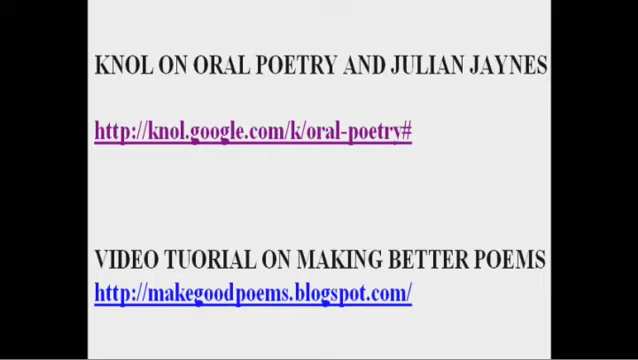 KNOL ON ORAL POETRY AND JULIAN JAYNES
http://knol.google.com/k/oral-poetry#
VIDEO TUORIAL ON MAKING BETTER POEMS
http://makegoodpoems.blogspot.com/